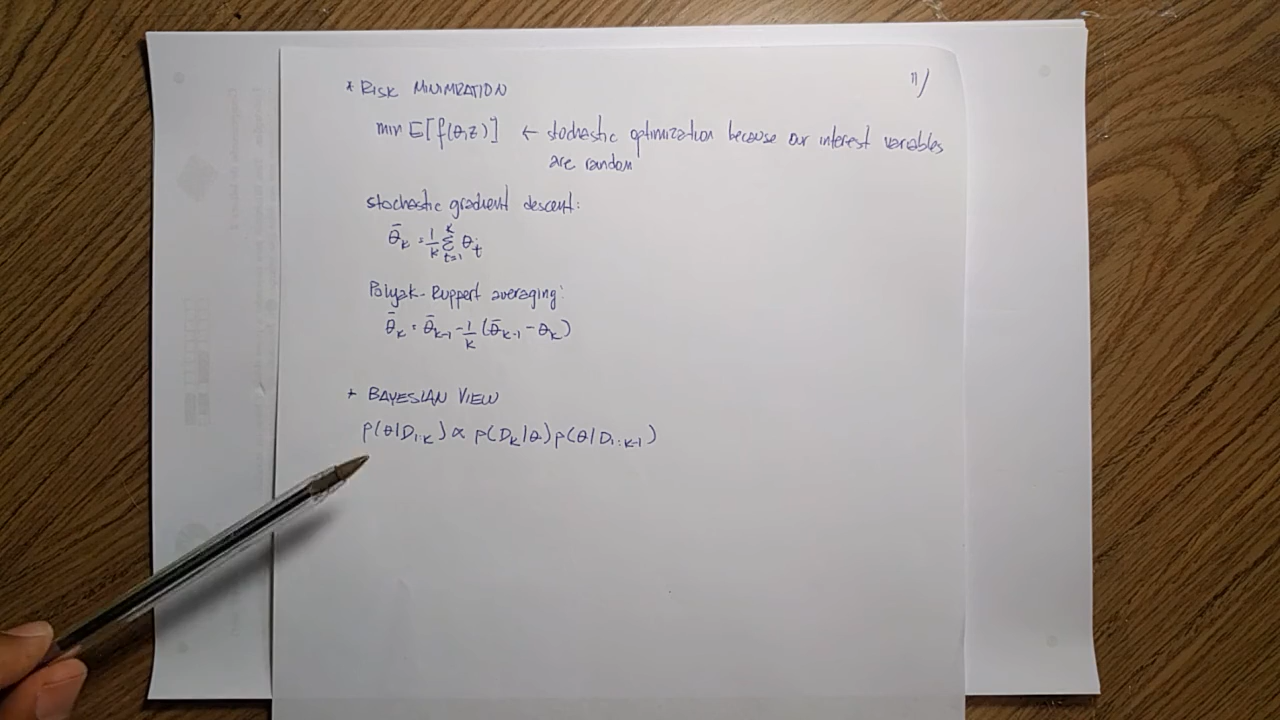 * RISK MINIMIZATION
11/
min E[f(θ,z)] ← stochastic optimization because our interest variables
are random
stochastic gradient descent:
θ̄_k = 1/k Σ_{t=1}^{k} θ_t
Polyak-Ruppert averaging:
θ̄_k = θ̄_{k-1} - 1/k (θ̄_{k-1} - θ_k)
* BAYESIAN VIEW
p(θ|D_{1:k}) ∝ p(D_k|θ)p(θ|D_{1:k-1})